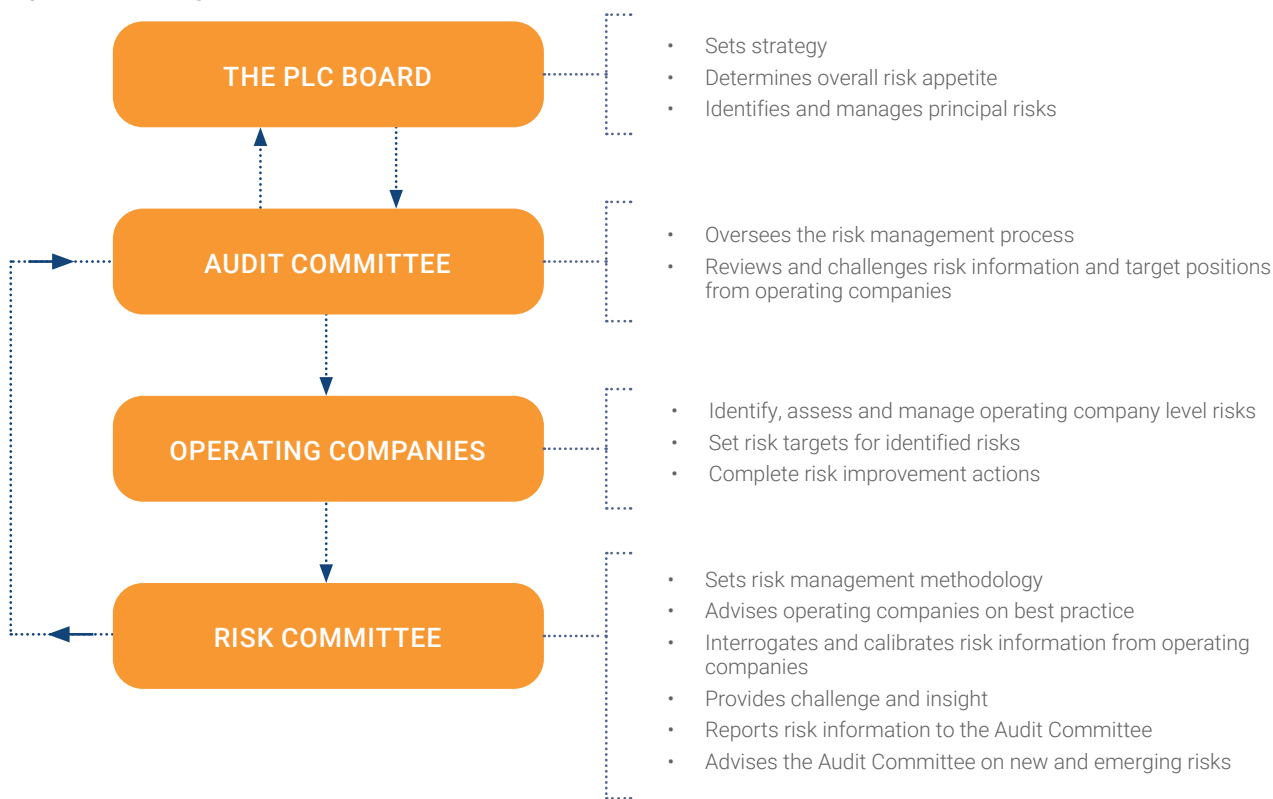 THE PLC BOARD
• Sets strategy
• Determines overall risk appetite
• Identifies and manages principal risks
AUDIT COMMITTEE
• Oversees the risk management process
• Reviews and challenges risk information and target positions
from operating companies
OPERATING COMPANIES
• Identify, assess and manage operating company level risks
• Set risk targets for identified risks
• Complete risk improvement actions
RISK COMMITTEE
• Sets risk management methodology
• Advises operating companies on best practice
• Interrogates and calibrates risk information from operating
companies
• Provides challenge and insight
• Reports risk information to the Audit Committee
• Advises the Audit Committee on new and emerging risks